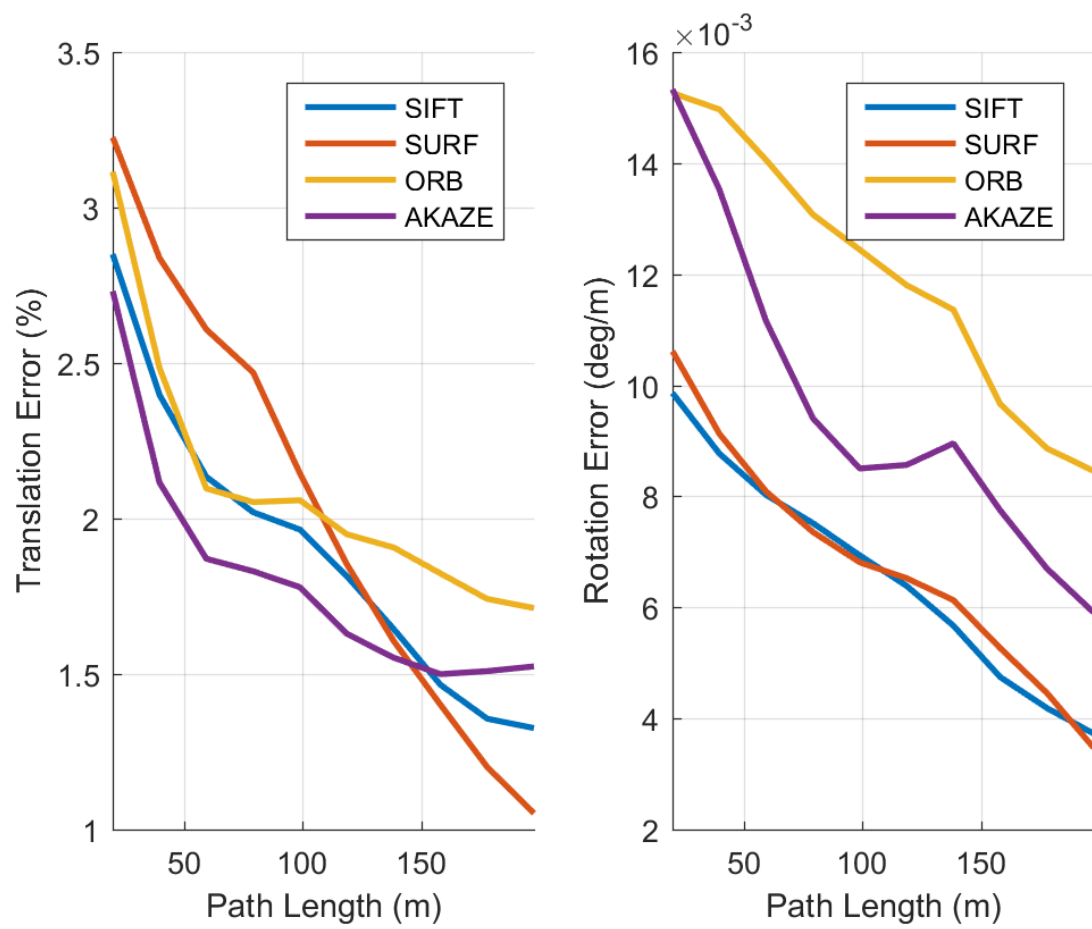 3.5
3
2.5
2
1.5
1
Translation Error (%)
SIFT
SURF
ORB
AKAZE
50
100
150
Path Length (m)
×10⁻³
16
14
12
10
8
6
4
2
Rotation Error (deg/m)
SIFT
SURF
ORB
AKAZE
50
100
150
Path Length (m)